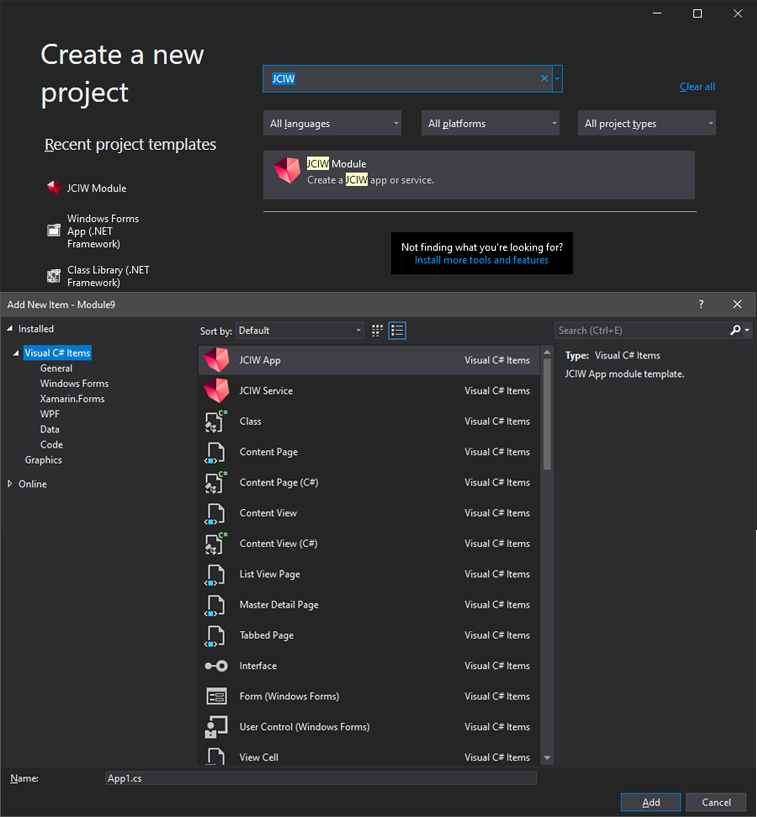 Create a new
project
JCIW
Clear all
All languages
All platforms
All project types
Recent project templates
JCIW Module
Create a JCIW app or service.
JCIW Module
Windows Forms
App (.NET
Framework)
Class Library (.NET
Framework)
Not finding what you're looking for?
Install more tools and features
Add New Item - Module9
?
Installed
Sort by: Default
Search (Ctrl+E)
Visual C# Items
General
Windows Forms
Xamarin.Forms
WPF
Data
Code
Graphics
Online
JCIW App Visual C# Items
JCIW Service Visual C# Items
Class Visual C# Items
Content Page Visual C# Items
Content Page (C#) Visual C# Items
Content View Visual C# Items
Content View (C#) Visual C# Items
List View Page Visual C# Items
Master Detail Page Visual C# Items
Tabbed Page Visual C# Items
Interface Visual C# Items
Form (Windows Forms) Visual C# Items
User Control (Windows Forms) Visual C# Items
View Cell Visual C# Items
Type: Visual C# Items
JCIW App module template.
Name: App1.cs
Add
Cancel